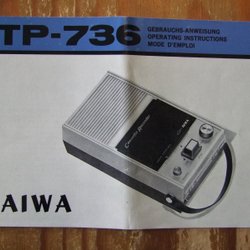 TP-736
GEBRAUCHS-ANWEISUNG
OPERATING INSTRUCTIONS
MODE D'EMPLOI
AIWA